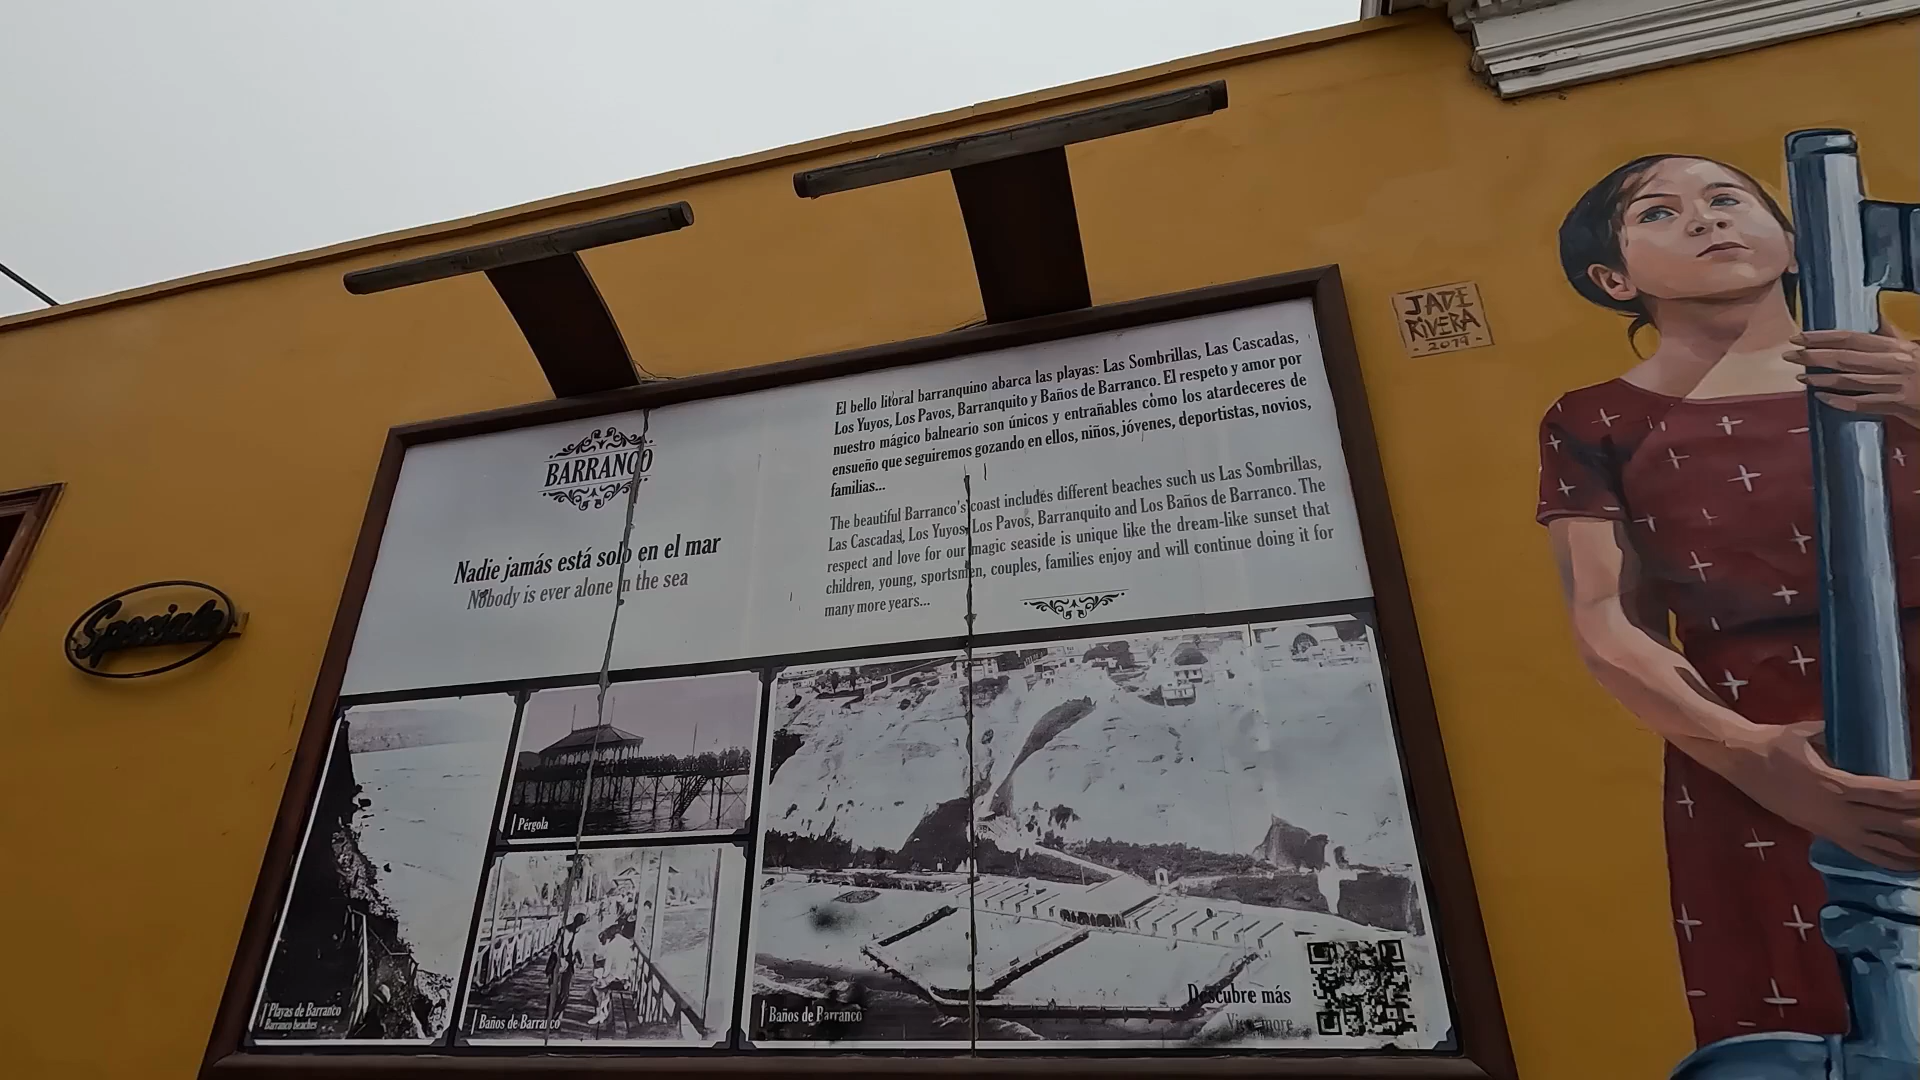 BARRANCO
Nadie jamás está solo en el mar
Nobody is ever alone in the sea
El bello litoral barranquino abarca las playas: Las Sombrillas, Las Cascadas,
Los Yuyos, Los Pavos, Barranquito y Baños de Barranco. El respeto y amor por
nuestro mágico balneario son únicos y entrañables cómo los atardeceres de
ensueño que seguiremos gozando en ellos, niños, jóvenes, deportistas, novios,
familias...
The beautiful Barranco's coast includes different beaches such us Las Sombrillas,
Las Cascadas, Los Yuyos, Los Pavos, Barranquito and Los Baños de Barranco. The
respect and love for our magic seaside is unique like the dream-like sunset that
children, young, sportsmen, couples, families enjoy and will continue doing it for
many more years...
JADE
RIVERA
- 2019 -
Pérgola
Playas de Barranco
Barranco beaches
Baños de Barranco
Baños de Barranco
Descubre más
View more